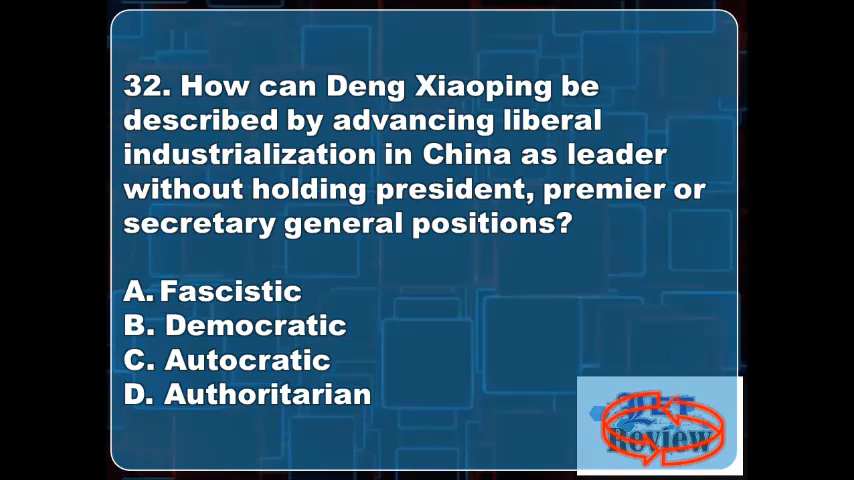 32. How can Deng Xiaoping be
described by advancing liberal
industrialization in China as leader
without holding president, premier or
secretary general positions?
A. Fascistic
B. Democratic
C. Autocratic
D. Authoritarian
Review